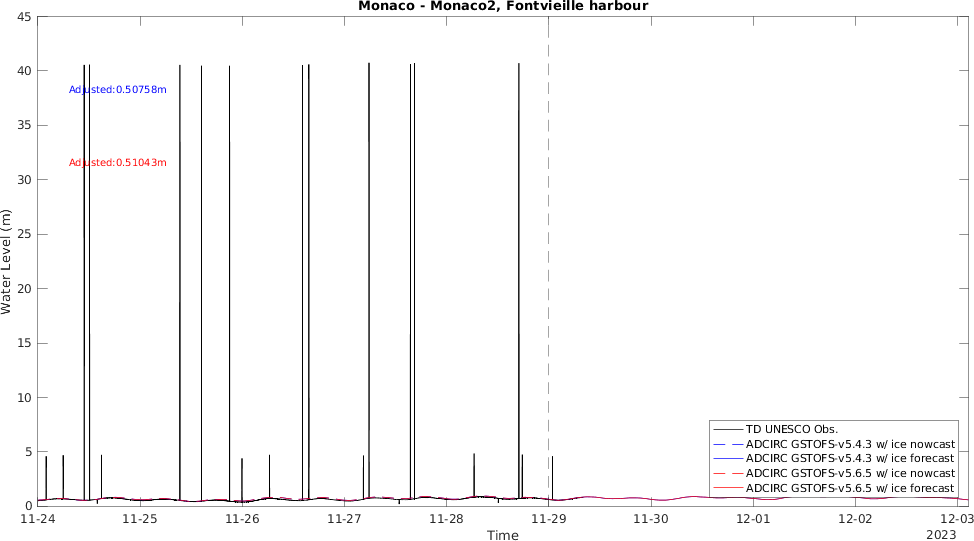 Monaco - Monaco2, Fontvieille harbour
45
40
35
30
25
20
15
10
5
0
Water Level (m)
Adjusted:0.50758m
Adjusted:0.51043m
TD UNESCO Obs.
ADCIRC GSTOFS-v5.4.3 w/ ice nowcast
ADCIRC GSTOFS-v5.4.3 w/ ice forecast
ADCIRC GSTOFS-v5.6.5 w/ ice nowcast
ADCIRC GSTOFS-v5.6.5 w/ ice forecast
11-24 11-25 11-26 11-27 11-28 11-29 11-30 12-01 12-02 12-03
Time
2023